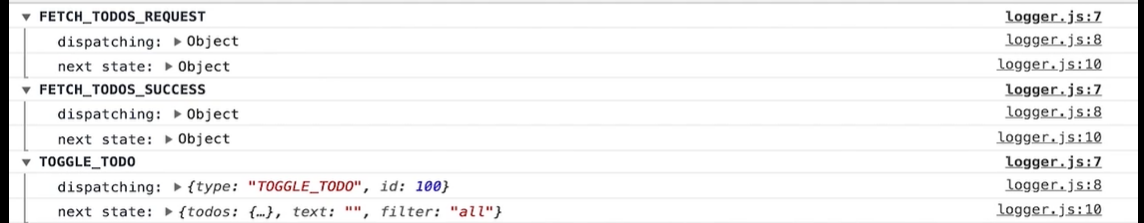 ▼ FETCH_TODOS_REQUEST logger.js:7
dispatching: ▶ Object logger.js:8
next state: ▶ Object logger.js:10
▼ FETCH_TODOS_SUCCESS logger.js:7
dispatching: ▶ Object logger.js:8
next state: ▶ Object logger.js:10
▼ TOGGLE_TODO logger.js:7
dispatching: ▶ {type: "TOGGLE_TODO", id: 100} logger.js:8
next state: ▶ {todos: {…}, text: "", filter: "all"} logger.js:10